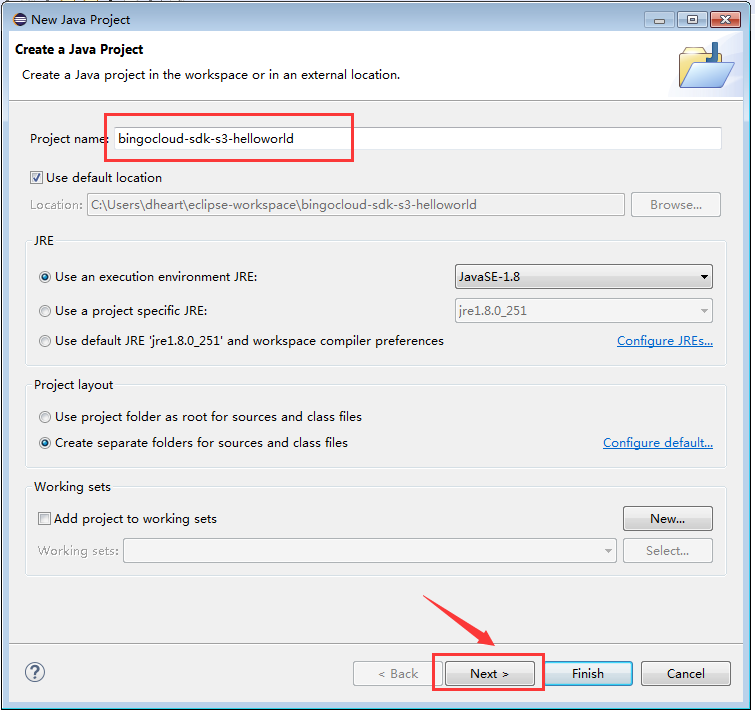 New Java Project
Create a Java Project
Create a Java project in the workspace or in an external location.
Project name: bingocloud-sdk-s3-helloworld
Use default location
Location: C:\Users\dheart\eclipse-workspace\bingocloud-sdk-s3-helloworld Browse...
JRE
Use an execution environment JRE: JavaSE-1.8
Use a project specific JRE: jre1.8.0_251
Use default JRE 'jre1.8.0_251' and workspace compiler preferences Configure JREs...
Project layout
Use project folder as root for sources and class files
Create separate folders for sources and class files Configure default...
Working sets
Add project to working sets New...
Working sets: Select...
? < Back Next > Finish Cancel